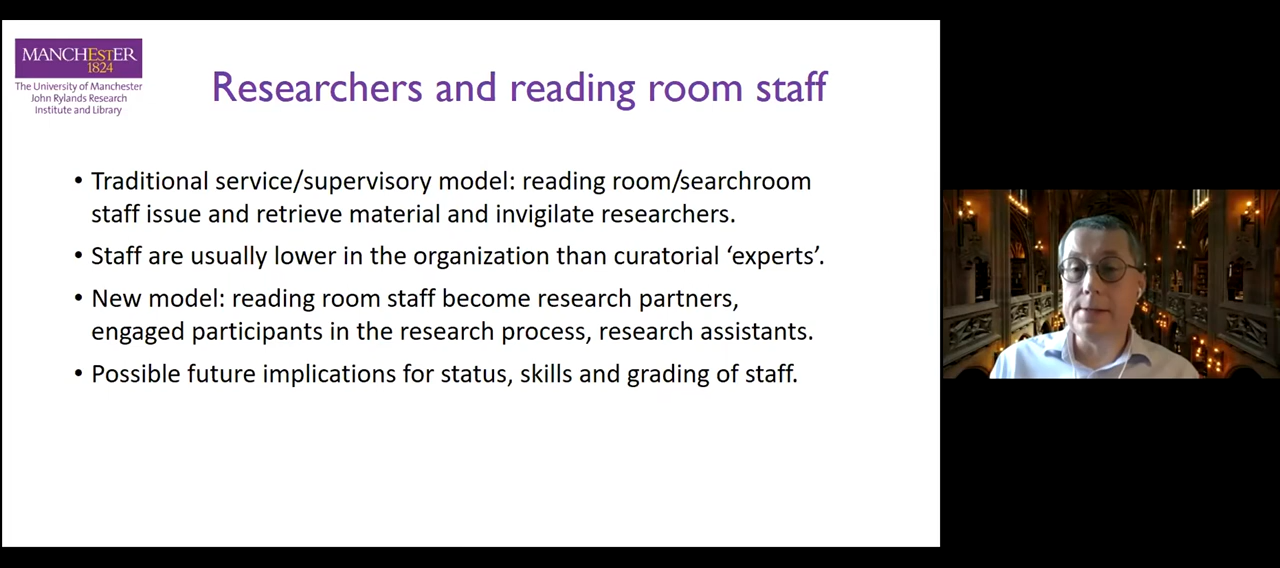 MANCHESTER
1824
The University of Manchester
John Rylands Research
Institute and Library
Researchers and reading room staff
• Traditional service/supervisory model: reading room/searchroom
staff issue and retrieve material and invigilate researchers.
• Staff are usually lower in the organization than curatorial ‘experts’.
• New model: reading room staff become research partners,
engaged participants in the research process, research assistants.
• Possible future implications for status, skills and grading of staff.